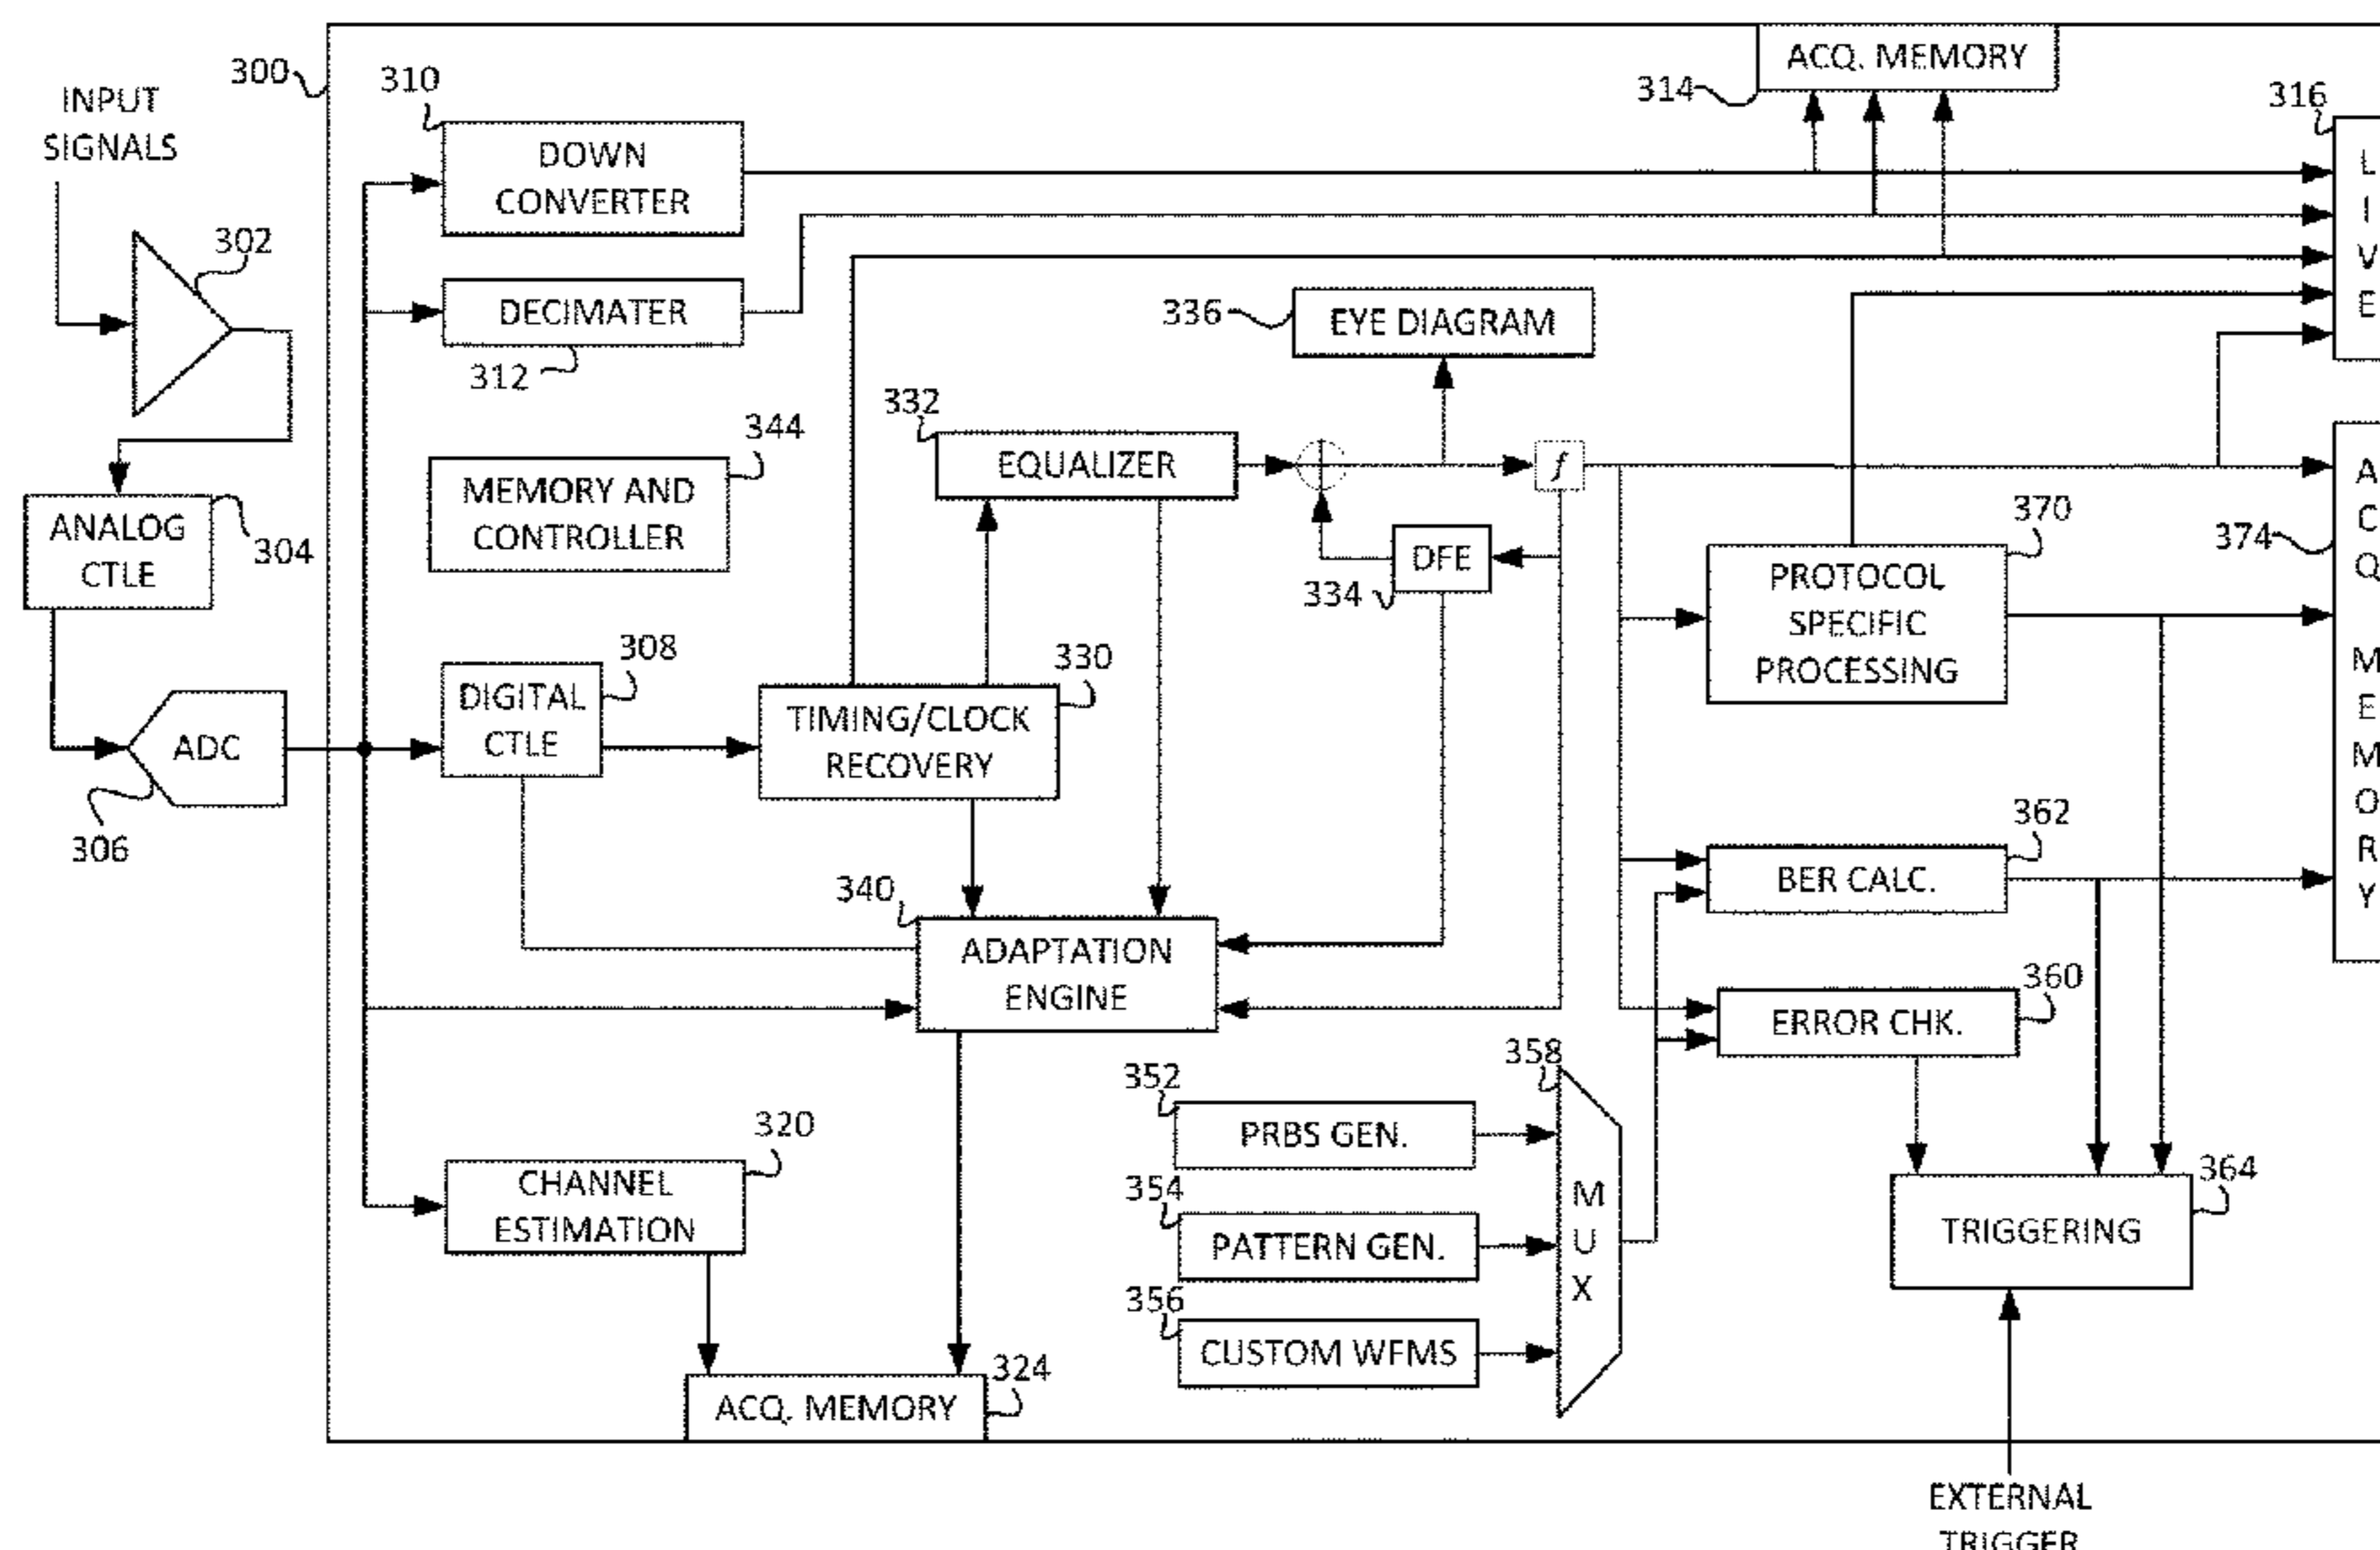 INPUT
SIGNALS
300
310
DOWN
CONVERTER
ACQ. MEMORY
314
316
L
I
V
E
302
DECIMATER
312
336
EYE DIAGRAM
344
MEMORY AND
CONTROLLER
332
EQUALIZER
f
DFE
334
ANALOG
CTLE
304
370
PROTOCOL
SPECIFIC
PROCESSING
374
A
C
Q
M
E
M
O
R
Y
308
DIGITAL
CTLE
330
TIMING/CLOCK
RECOVERY
ADC
306
362
BER CALC.
340
ADAPTATION
ENGINE
360
ERROR CHK.
358
M
U
X
352
PRBS GEN.
354
PATTERN GEN.
356
CUSTOM WFMS
320
CHANNEL
ESTIMATION
364
TRIGGERING
324
ACQ. MEMORY
EXTERNAL
TRIGGER